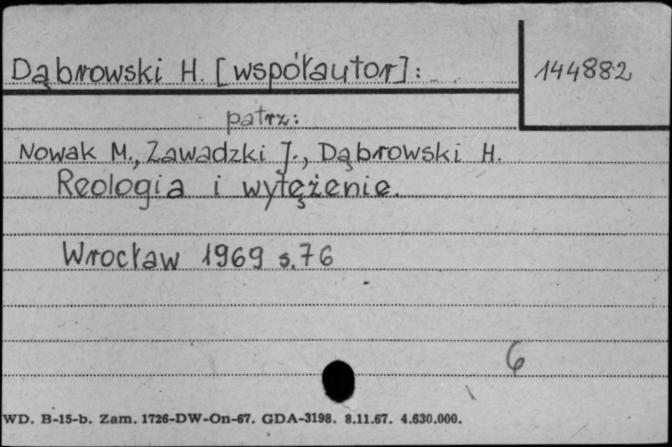 Dąbrowski H. [współautor]:
144882
patrz:
Nowak M., Zawadzki J., Dąbrowski H.
Reologia i wytężenie.
Wrocław 1969 s.76
6
WD. B-15-b. Zam. 1726-DW-On-67. GDA-3198. 8.11.67. 4.630.000.